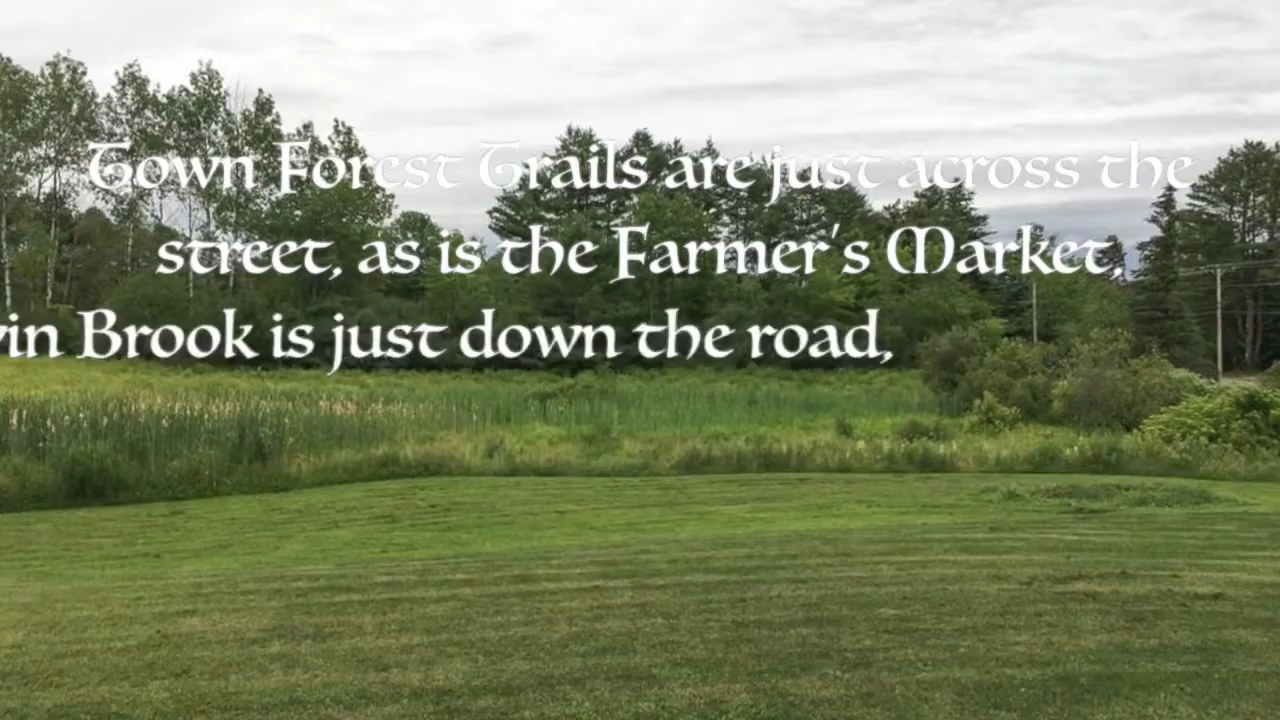 Town Forest Trails are just across the
street, as is the Farmer's Market,
Brook is just down the road,